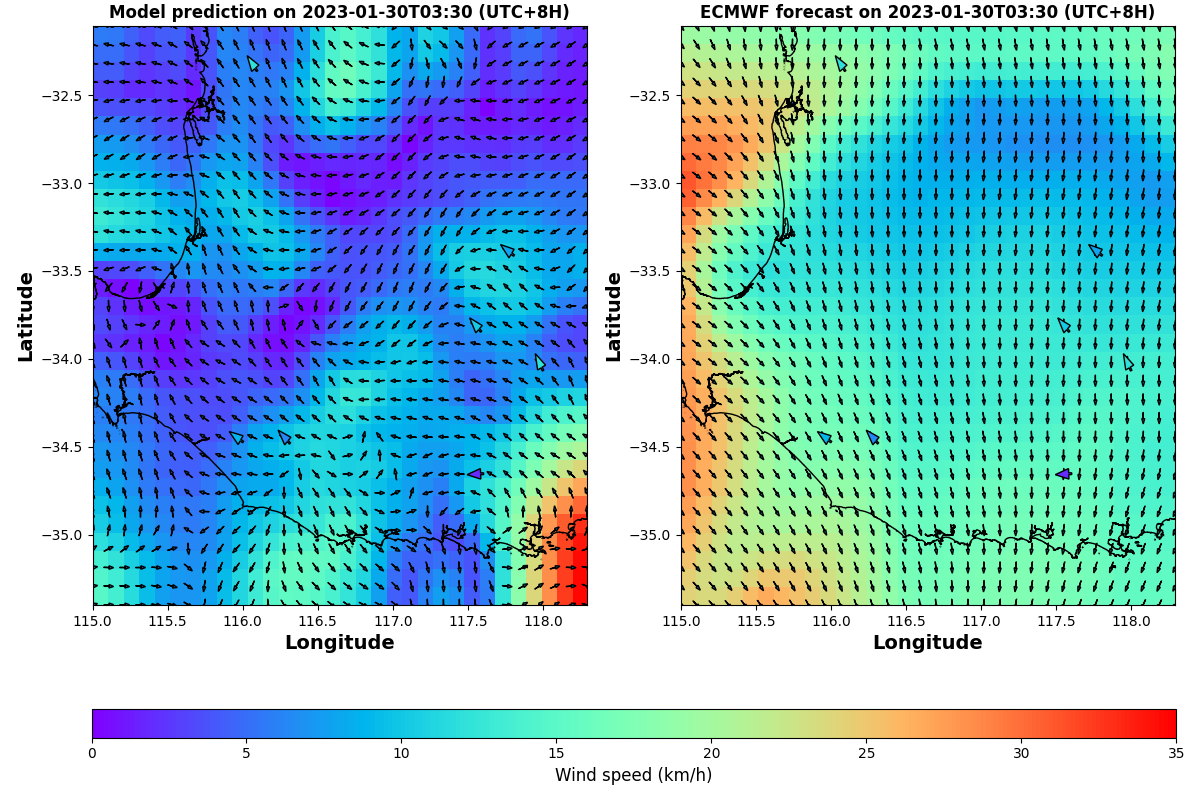 Model prediction on 2023-01-30T03:30 (UTC+8H)
ECMWF forecast on 2023-01-30T03:30 (UTC+8H)
Latitude
−32.5
−33.0
−33.5
−34.0
−34.5
−35.0
115.0 115.5 116.0 116.5 117.0 117.5 118.0
Longitude
Latitude
−32.5
−33.0
−33.5
−34.0
−34.5
−35.0
115.0 115.5 116.0 116.5 117.0 117.5 118.0
Longitude
0 5 10 15 20 25 30 35
Wind speed (km/h)